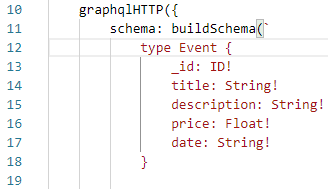 10 graphqlHTTP({
11 schema: buildSchema(`
12 type Event {
13 _id: ID!
14 title: String!
15 description: String!
16 price: Float!
17 date: String!
18 }
19